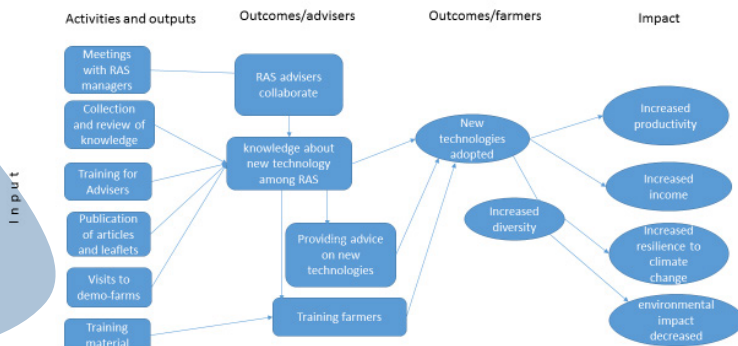 Activities and outputs
Outcomes/advisers
Outcomes/farmers
Impact
Input
Meetings
with RAS
managers
Collection
and review of
knowledge
Training for
Advisers
Publication
of articles
and leaflets
Visits to
demo-farms
Training
material
RAS advisers
collaborate
knowledge about
new technology
among RAS
Providing advice
on new
technologies
Training farmers
New
technologies
adopted
Increased
diversity
Increased
productivity
Increased
income
Increased
resilience to
climate
change
environmental
impact
decreased